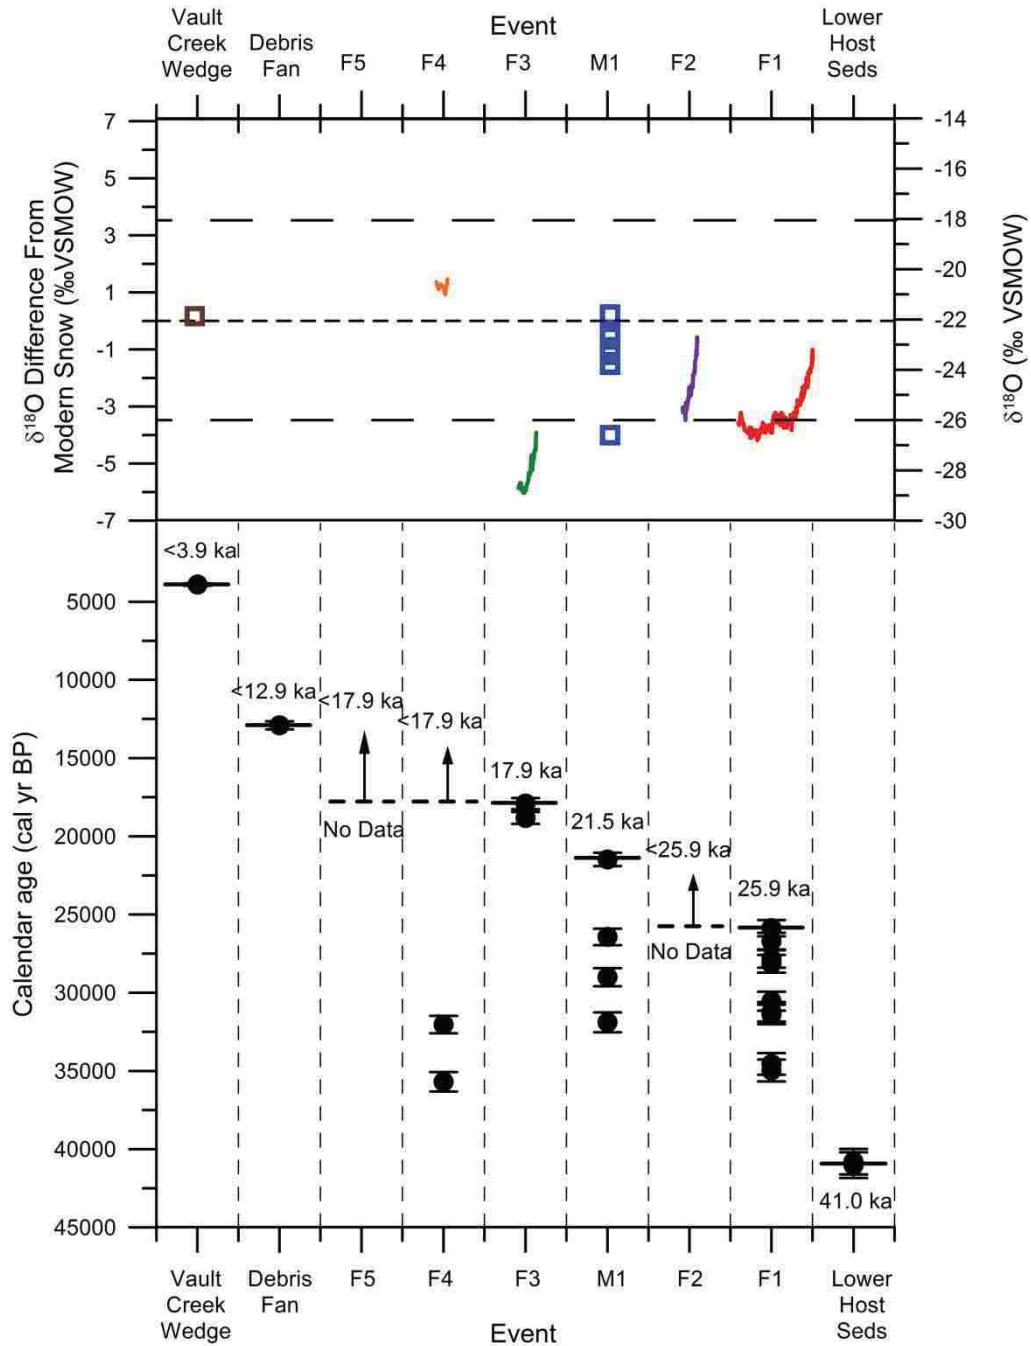 Event
Vault
Creek
Wedge
Debris
Fan
F5
F4
F3
M1
F2
F1
Lower
Host
Seds
δ18O Difference From
Modern Snow (‰VSMOW)
7
5
3
1
-1
-3
-5
-7
-14
-16
-18
-20
-22
-24
-26
-28
-30
δ18O (‰ VSMOW)
Calendar age (cal yr BP)
5000
10000
15000
20000
25000
30000
35000
40000
45000
<3.9 ka
<12.9 ka
<17.9 ka
No Data
<17.9 ka
17.9 ka
21.5 ka
<25.9 ka
No Data
25.9 ka
41.0 ka
Vault
Creek
Wedge
Debris
Fan
F5
F4
F3
M1
F2
F1
Lower
Host
Seds
Event